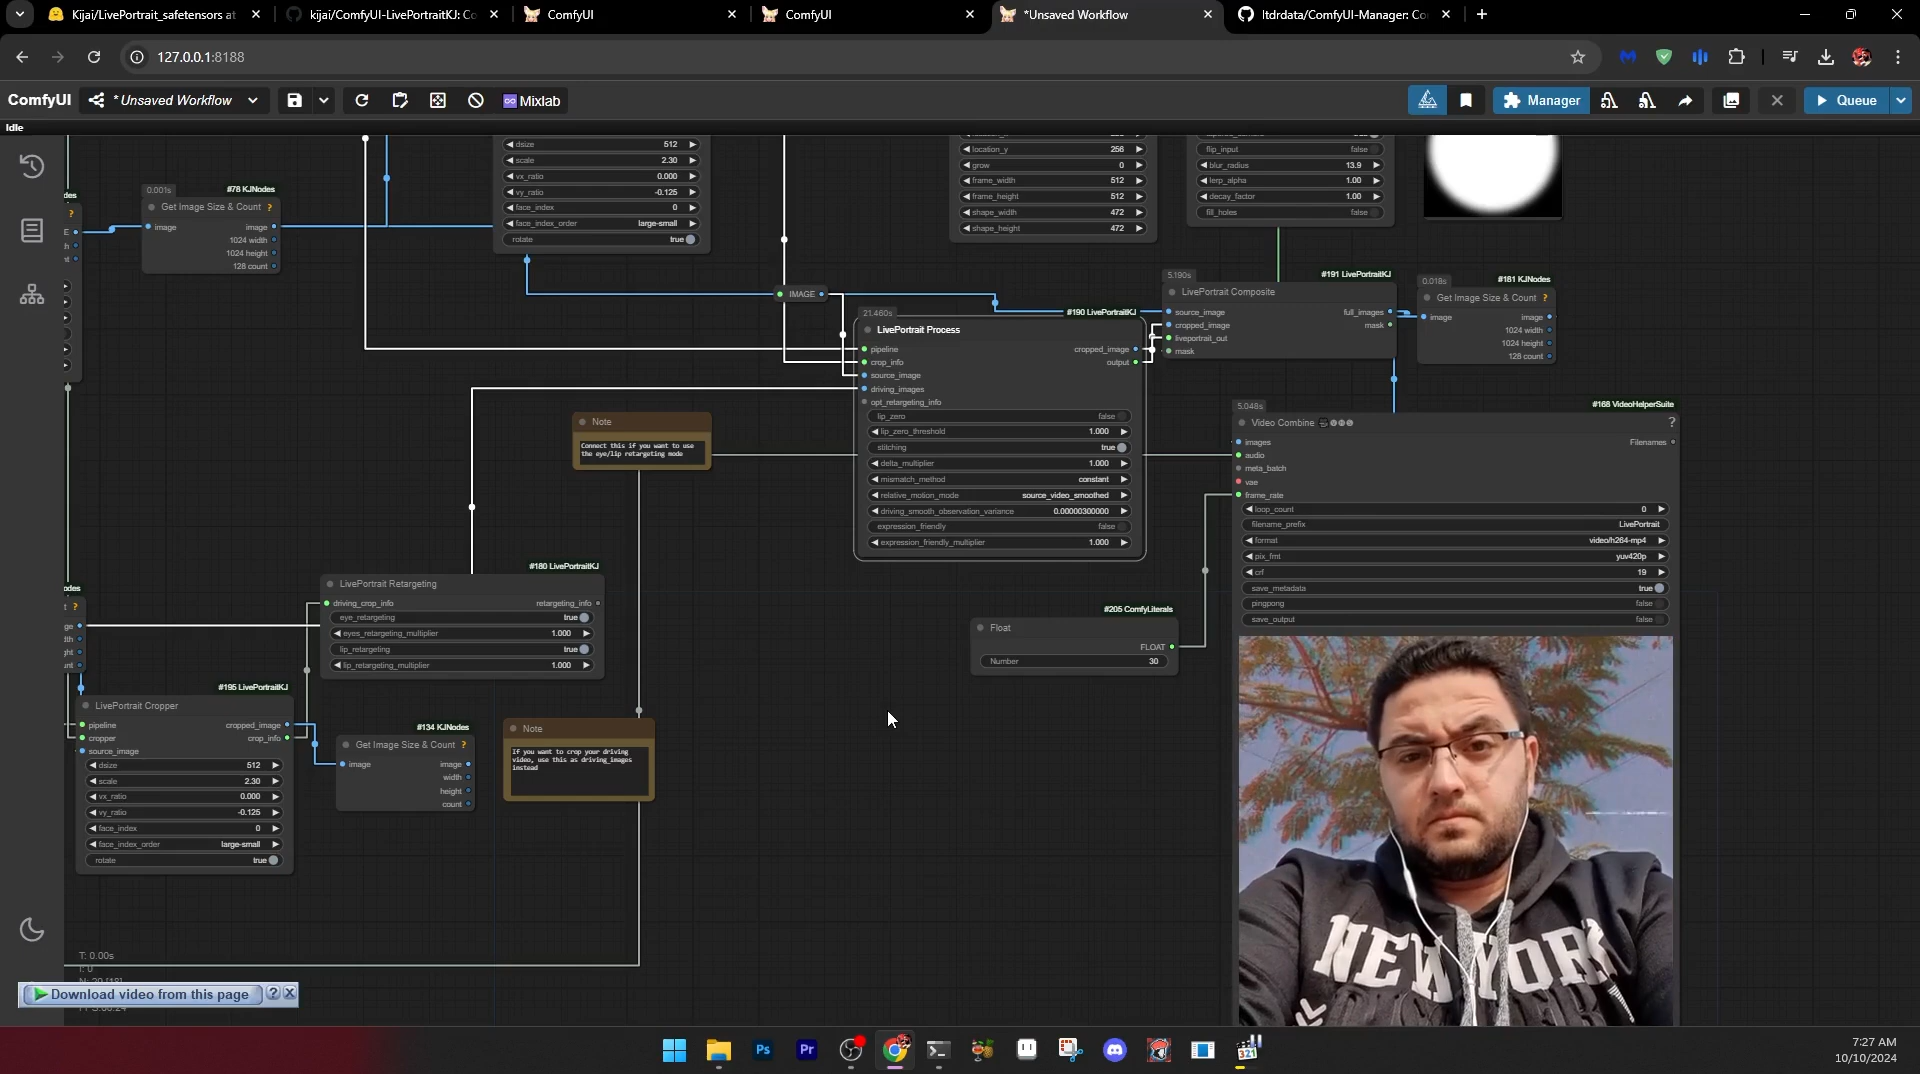 Kijai/LivePortrait_safetensors at
kijai/ComfyUI-LivePortraitKJ: Co
ComfyUI
ComfyUI
*Unsaved Workflow
ltdrdata/ComfyUI-Manager: Co
127.0.0.1:8188
ComfyUI
* Unsaved Workflow
Mixlab
Manager
Queue
Idle
dsize 512
scale 2.30
vx_ratio 0.000
vy_ratio -0.125
face_index 0
face_index_order large-small
rotate true
location_y 256
grow 0
frame_width 512
frame_height 512
shape_width 472
shape_height 472
flip_input false
blur_radius 13.9
lerp_alpha 1.00
decay_factor 1.00
fill_holes false
0.001s
#78 KJNodes
Get Image Size & Count ?
image image
1024 width
1024 height
128 count
IMAGE
21.460s
#190 LivePortraitKJ
LivePortrait Process
pipeline cropped_image
crop_info output
source_image
driving_images
opt_retargeting_info
lip_zero false
lip_zero_threshold 1.000
stitching true
delta_multiplier 1.000
mismatch_method constant
relative_motion_mode source_video_smoothed
driving_smooth_observation_variance 0.00000300000
expression_friendly false
expression_friendly_multiplier 1.000
5.190s
#191 LivePortraitKJ
LivePortrait Composite
source_image full_images
cropped_image mask
liveportrait_out
mask
0.018s
#181 KJNodes
Get Image Size & Count ?
image image
1024 width
1024 height
128 count
Note
Connect this if you want to use
the eye/lip retargeting mode
5.048s
#168 VideoHelperSuite
Video Combine
?
images Filenames
audio
meta_batch
vae
frame_rate
loop_count 0
filename_prefix LivePortrait
format video/h264-mp4
pix_fmt yuv420p
crf 19
save_metadata true
pingpong false
save_output false
#205 ComfyLiterals
Float
FLOAT
Number 30
#180 LivePortraitKJ
LivePortrait Retargeting
driving_crop_info retargeting_info
eye_retargeting true
eyes_retargeting_multiplier 1.000
lip_retargeting true
lip_retargeting_multiplier 1.000
#195 LivePortraitKJ
LivePortrait Cropper
pipeline cropped_image
cropper crop_info
source_image
dsize 512
scale 2.30
vx_ratio 0.000
vy_ratio -0.125
face_index 0
face_index_order large-small
rotate true
#134 KJNodes
Get Image Size & Count ?
image image
width
height
count
Note
If you want to crop your driving
video, use this as driving_images
instead
NEW YORK
T: 0.00s
I: 0
Download video from this page
7:27 AM
10/10/2024